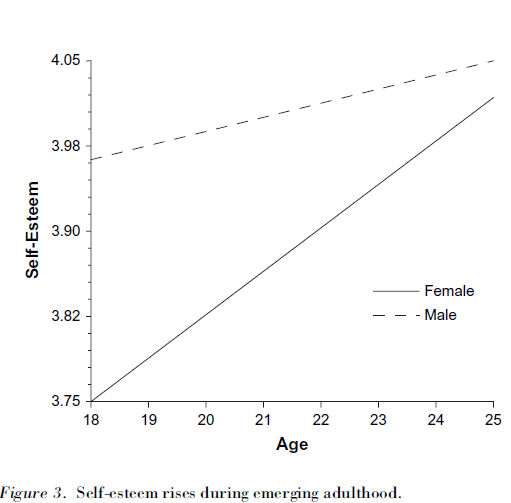 4.05
3.98
3.90
3.82
3.75
Self-Esteem
Female
Male
18 19 20 21 22 23 24 25
Age
Figure 3. Self-esteem rises during emerging adulthood.